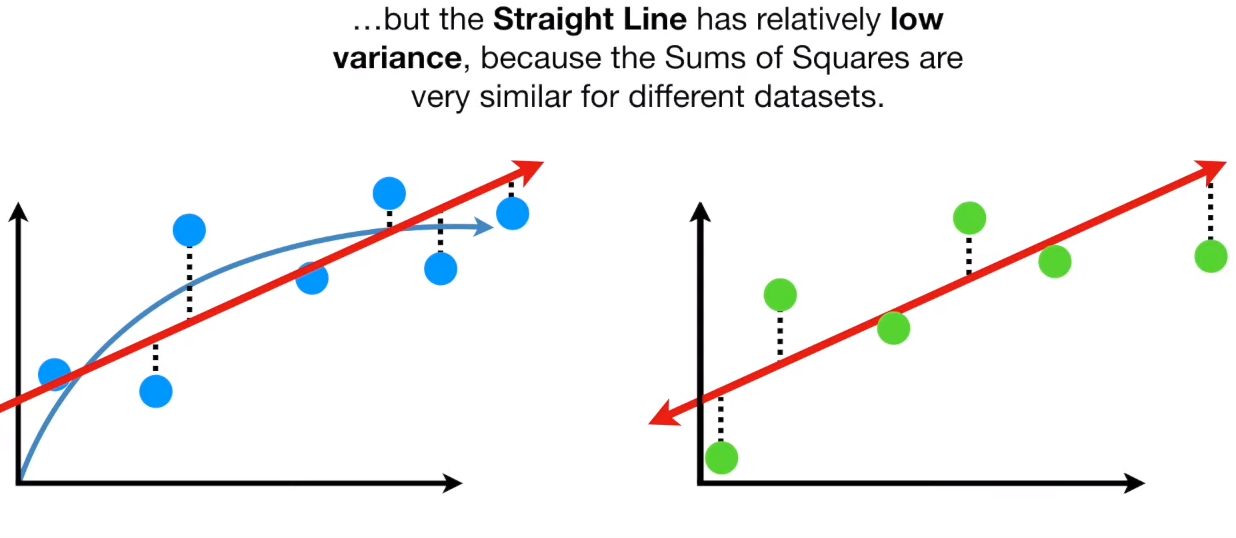 ...but the Straight Line has relatively low
variance, because the Sums of Squares are
very similar for different datasets.